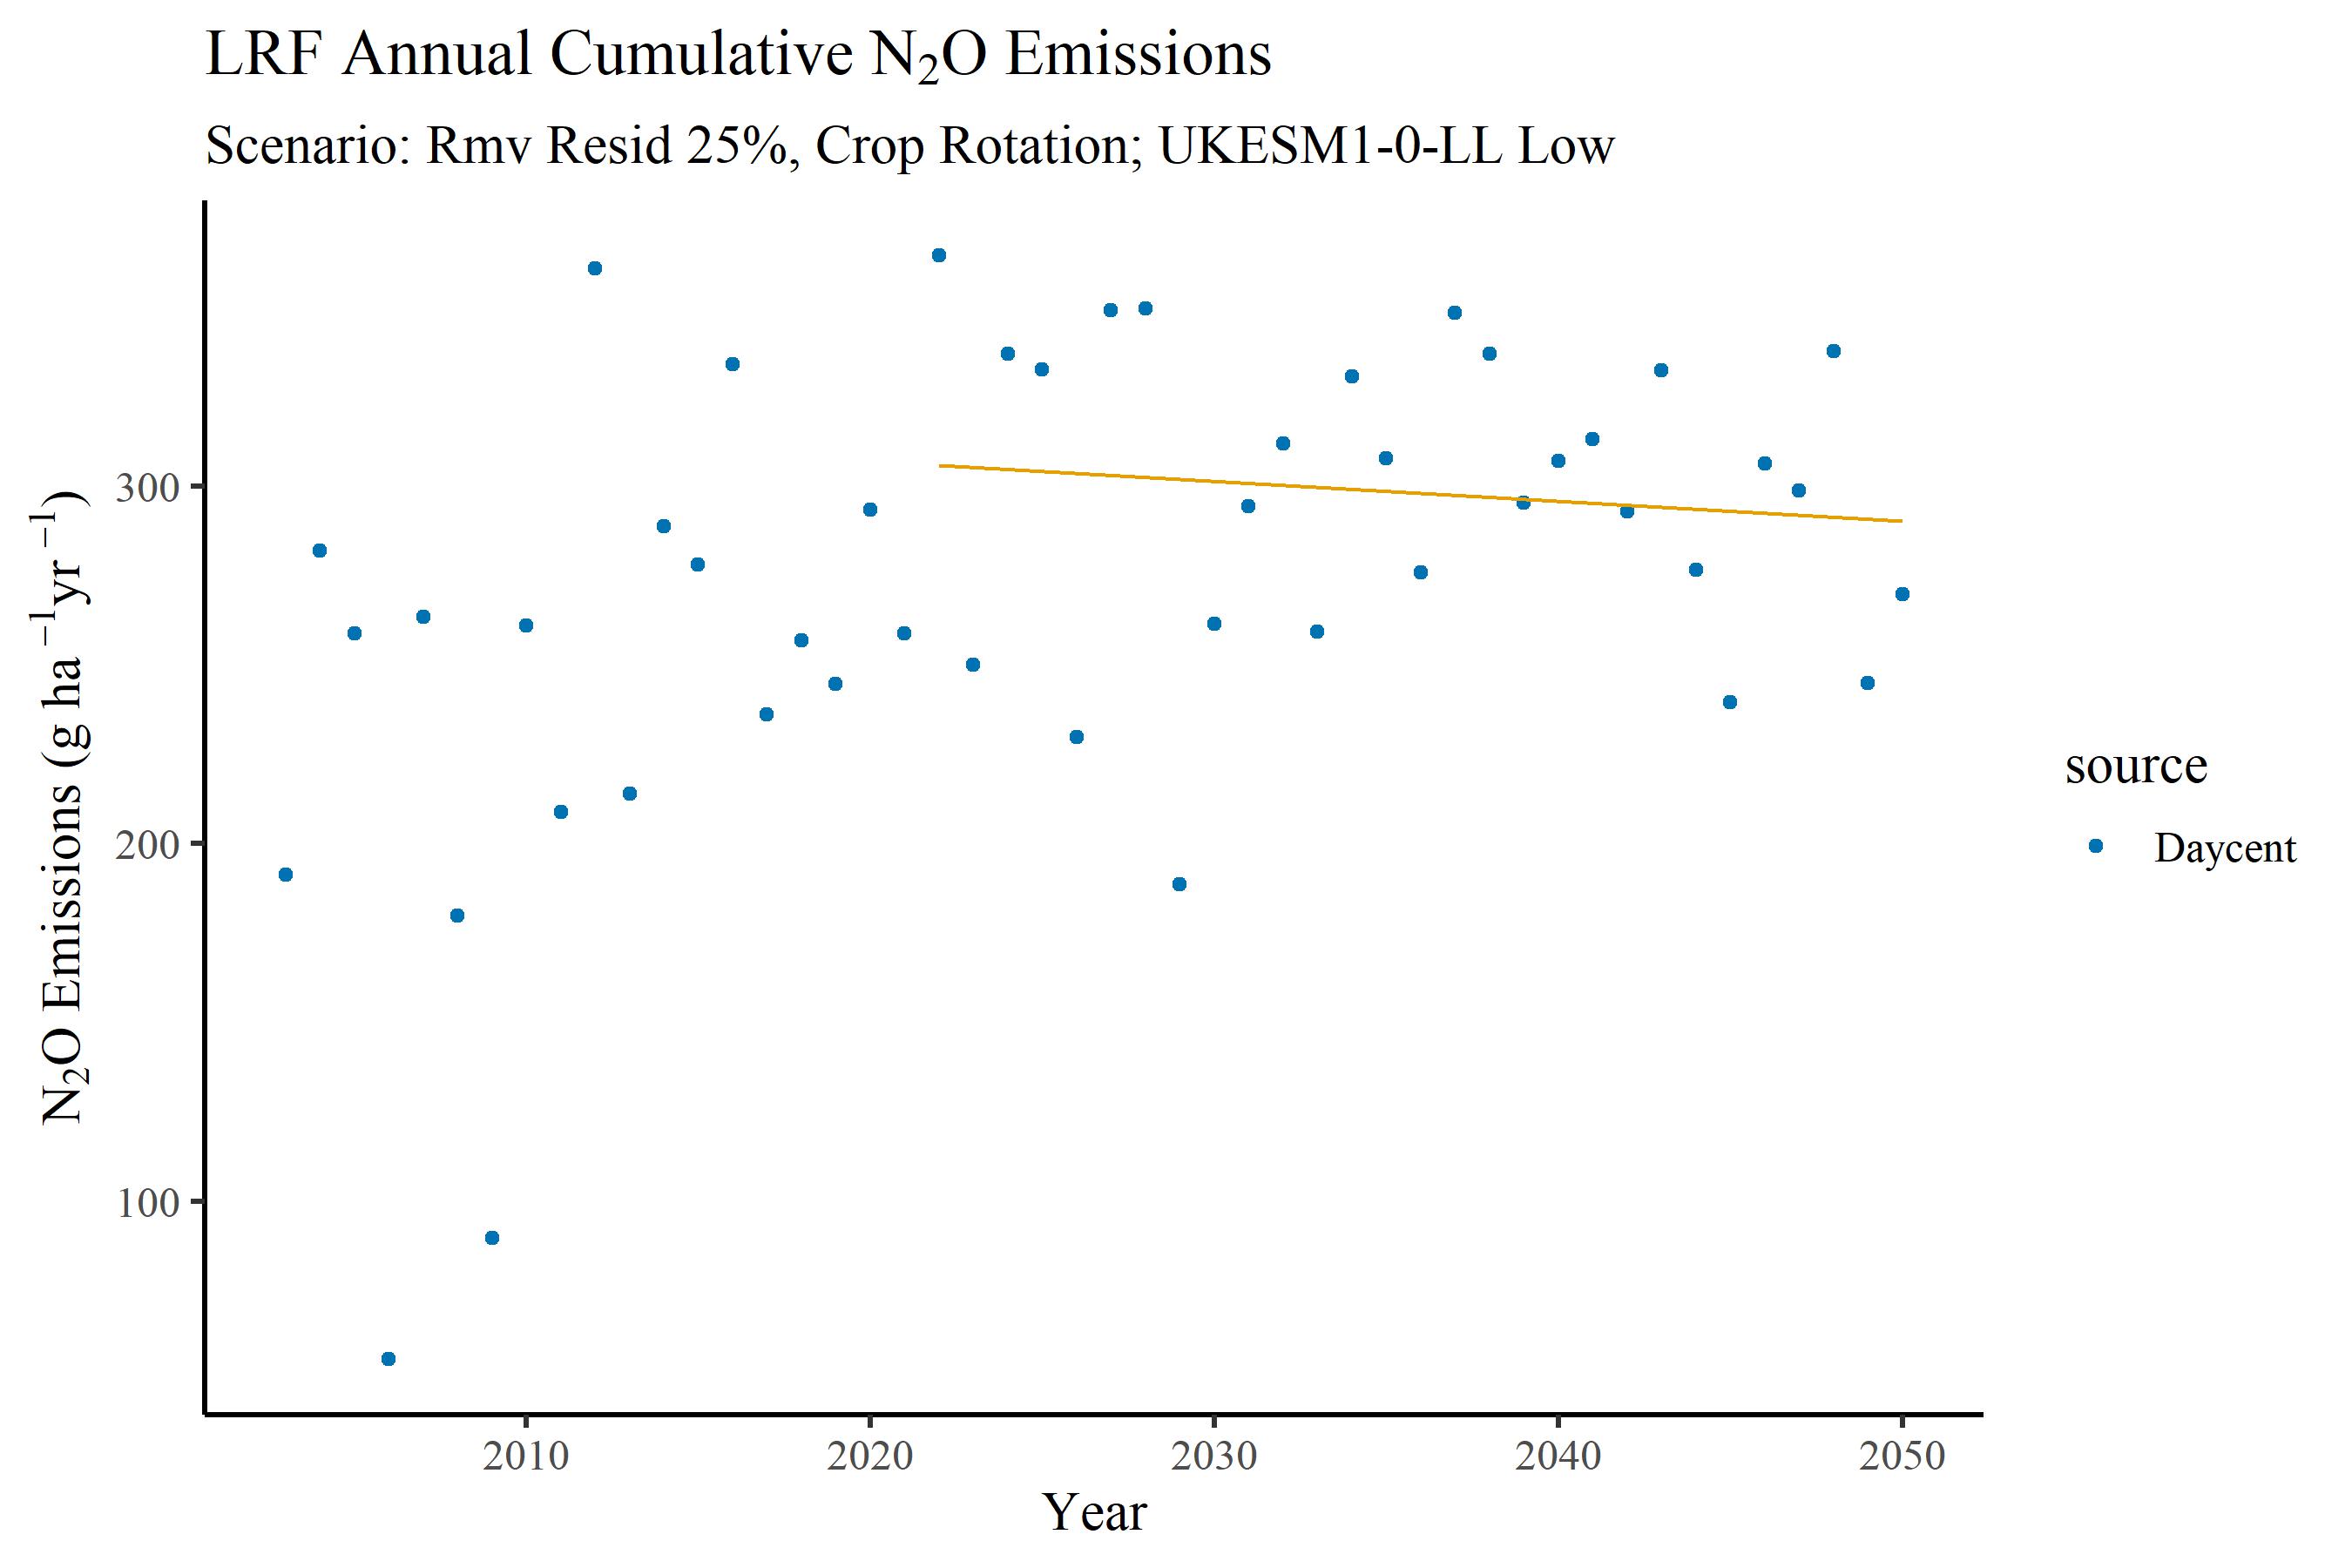 LRF Annual Cumulative N₂O Emissions
Scenario: Rmv Resid 25%, Crop Rotation; UKESM1-0-LL Low
N₂O Emissions (g ha ⁻¹yr ⁻¹)
300
200
100
2010 2020 2030 2040 2050
Year
source
Daycent